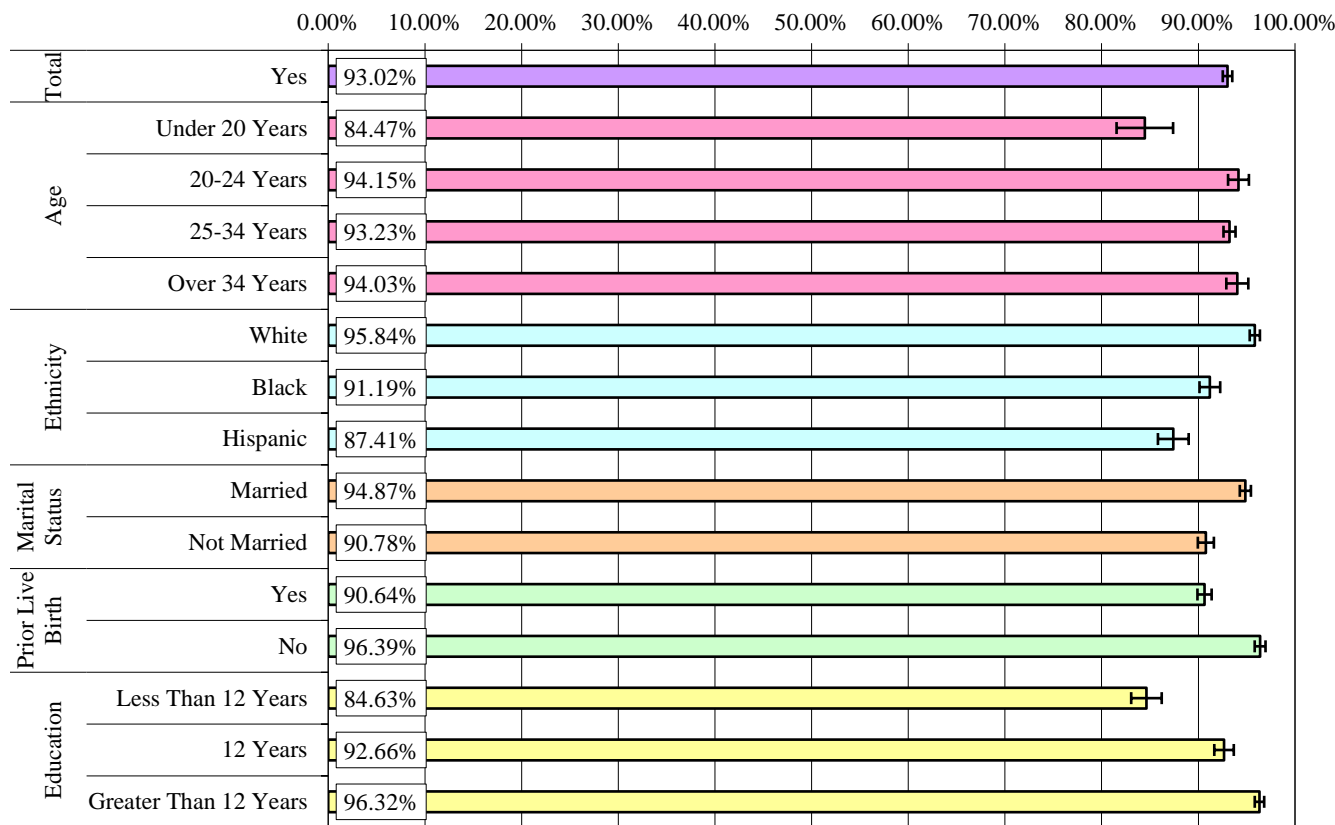 0.00% 10.00% 20.00% 30.00% 40.00% 50.00% 60.00% 70.00% 80.00% 90.00% 100.00%
Total
Yes 93.02%
Age
Under 20 Years 84.47%
20-24 Years 94.15%
25-34 Years 93.23%
Over 34 Years 94.03%
Ethnicity
White 95.84%
Black 91.19%
Hispanic 87.41%
Marital
Status
Married 94.87%
Not Married 90.78%
Prior Live
Birth
Yes 90.64%
No 96.39%
Education
Less Than 12 Years 84.63%
12 Years 92.66%
Greater Than 12 Years 96.32%